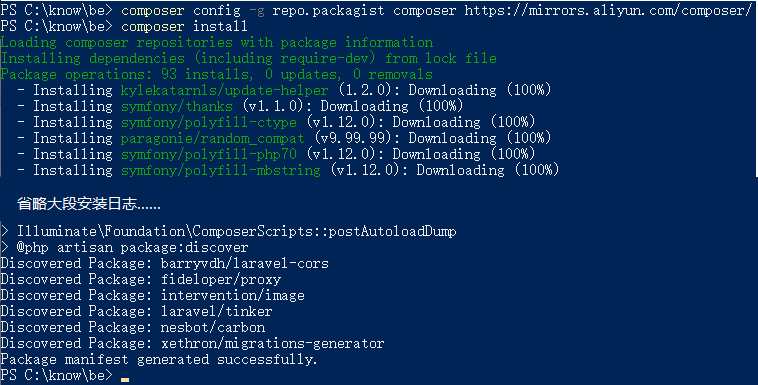 PS C:\know\be> composer config -g repo.packagist composer https://mirrors.aliyun.com/composer/
PS C:\know\be> composer install
Loading composer repositories with package information
Installing dependencies (including require-dev) from lock file
Package operations: 93 installs, 0 updates, 0 removals
  - Installing kylekatarnls/update-helper (1.2.0): Downloading (100%)
  - Installing symfony/thanks (v1.1.0): Downloading (100%)
  - Installing symfony/polyfill-ctype (v1.12.0): Downloading (100%)
  - Installing paragonie/random_compat (v9.99.99): Downloading (100%)
  - Installing symfony/polyfill-php70 (v1.12.0): Downloading (100%)
  - Installing symfony/polyfill-mbstring (v1.12.0): Downloading (100%)
省略大段安装日志......
> Illuminate\Foundation\ComposerScripts::postAutoloadDump
> @php artisan package:discover
Discovered Package: barryvdh/laravel-cors
Discovered Package: fideloper/proxy
Discovered Package: intervention/image
Discovered Package: laravel/tinker
Discovered Package: nesbot/carbon
Discovered Package: xethron/migrations-generator
Package manifest generated successfully.
PS C:\know\be>